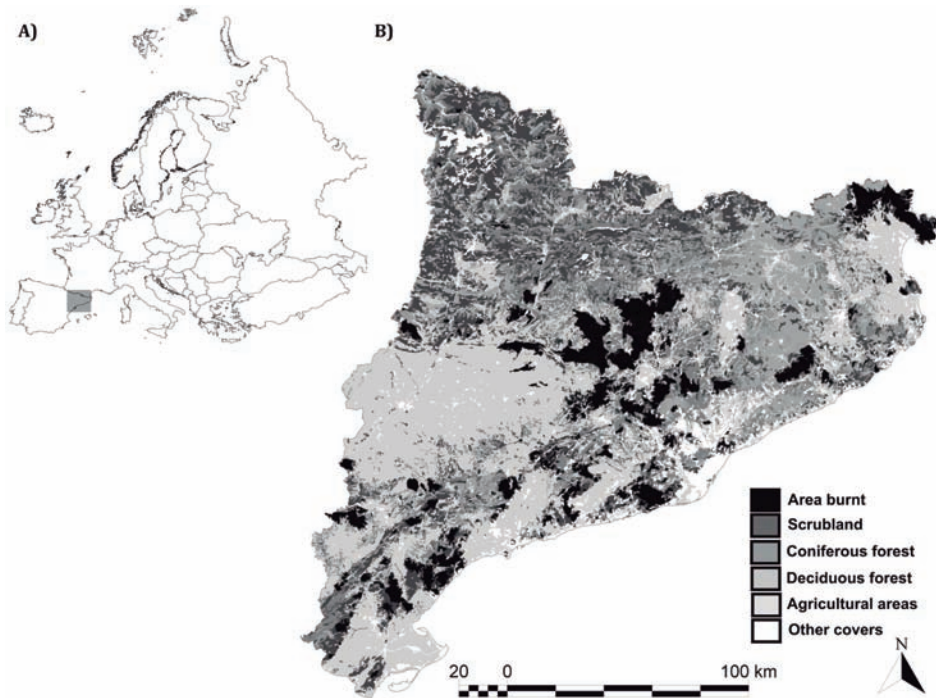 A)
B)
Area burnt
Scrubland
Coniferous forest
Deciduous forest
Agricultural areas
Other covers
20 0 100 km
N